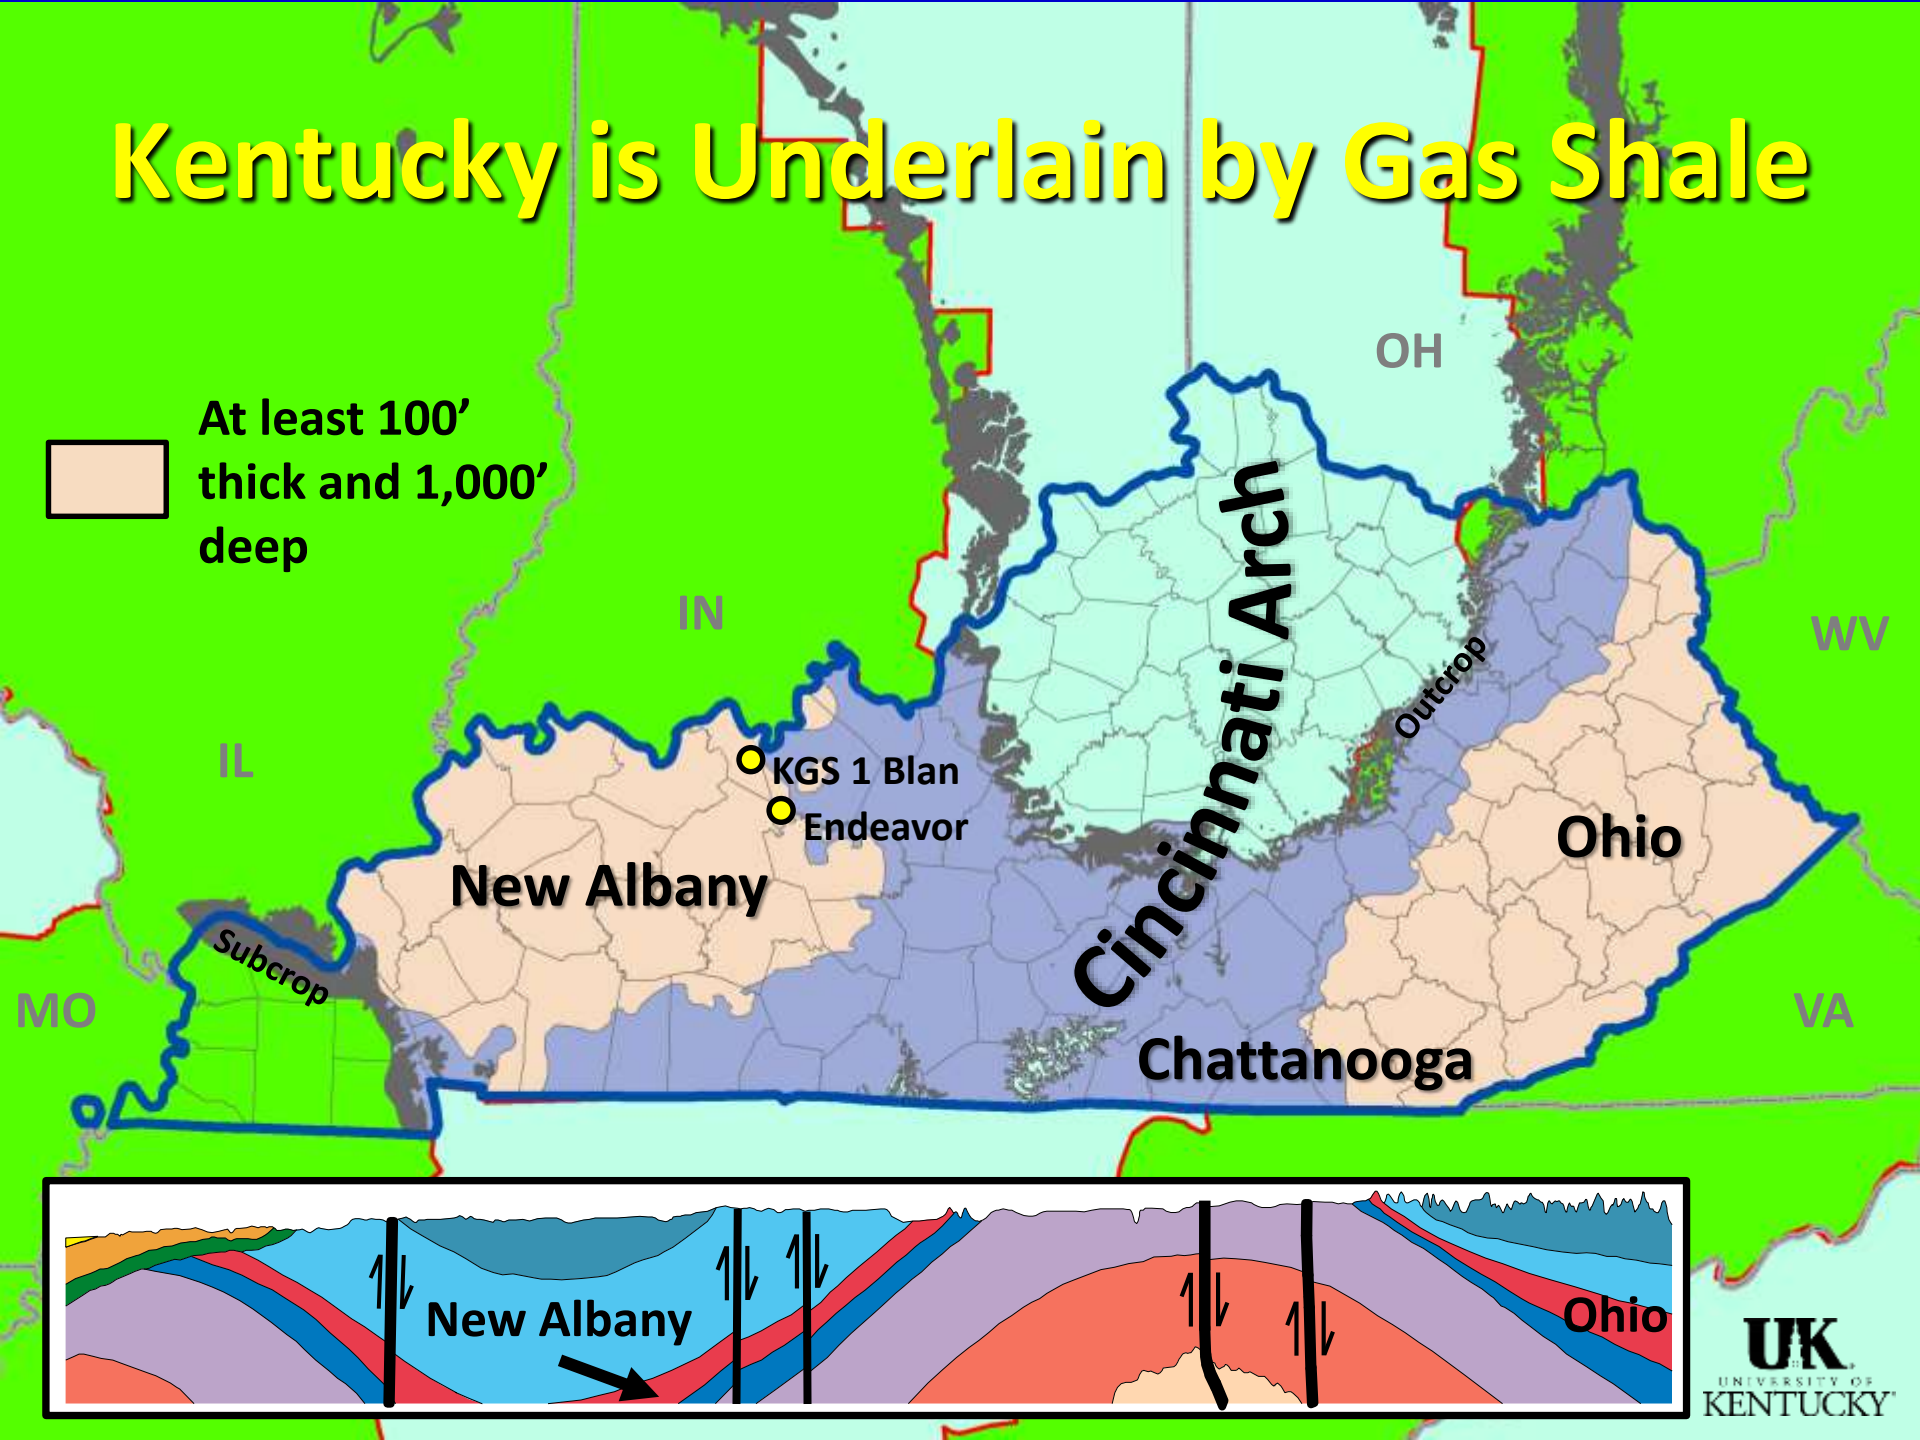 Kentucky is Underlain by Gas Shale
OH
At least 100’
thick and 1,000’
deep
IN
WV
Cincinnati Arch
Outcrop
IL
KGS 1 Blan
Endeavor
Ohio
New Albany
Subcrop
MO
VA
Chattanooga
New Albany
Ohio
UK
UNIVERSITY OF
KENTUCKY